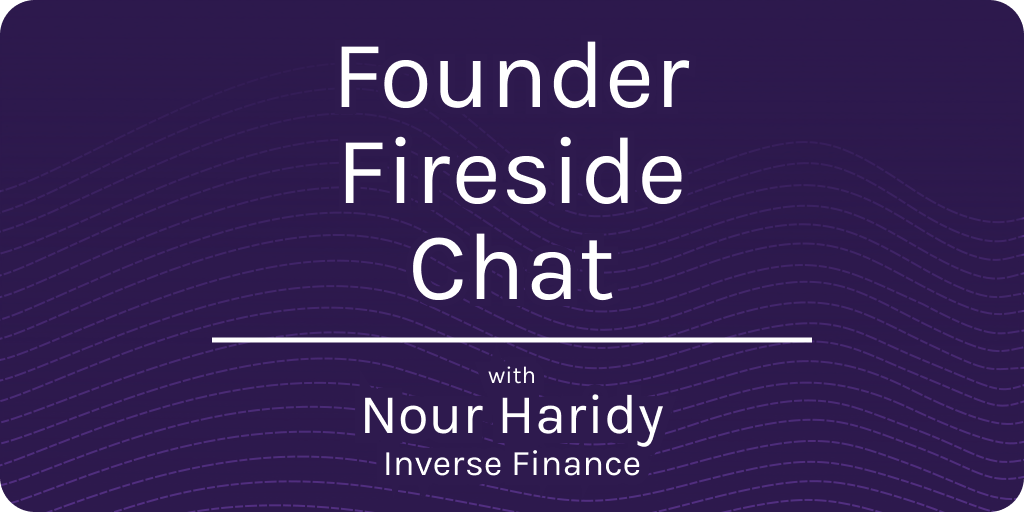 Founder
Fireside
Chat
with
Nour Haridy
Inverse Finance